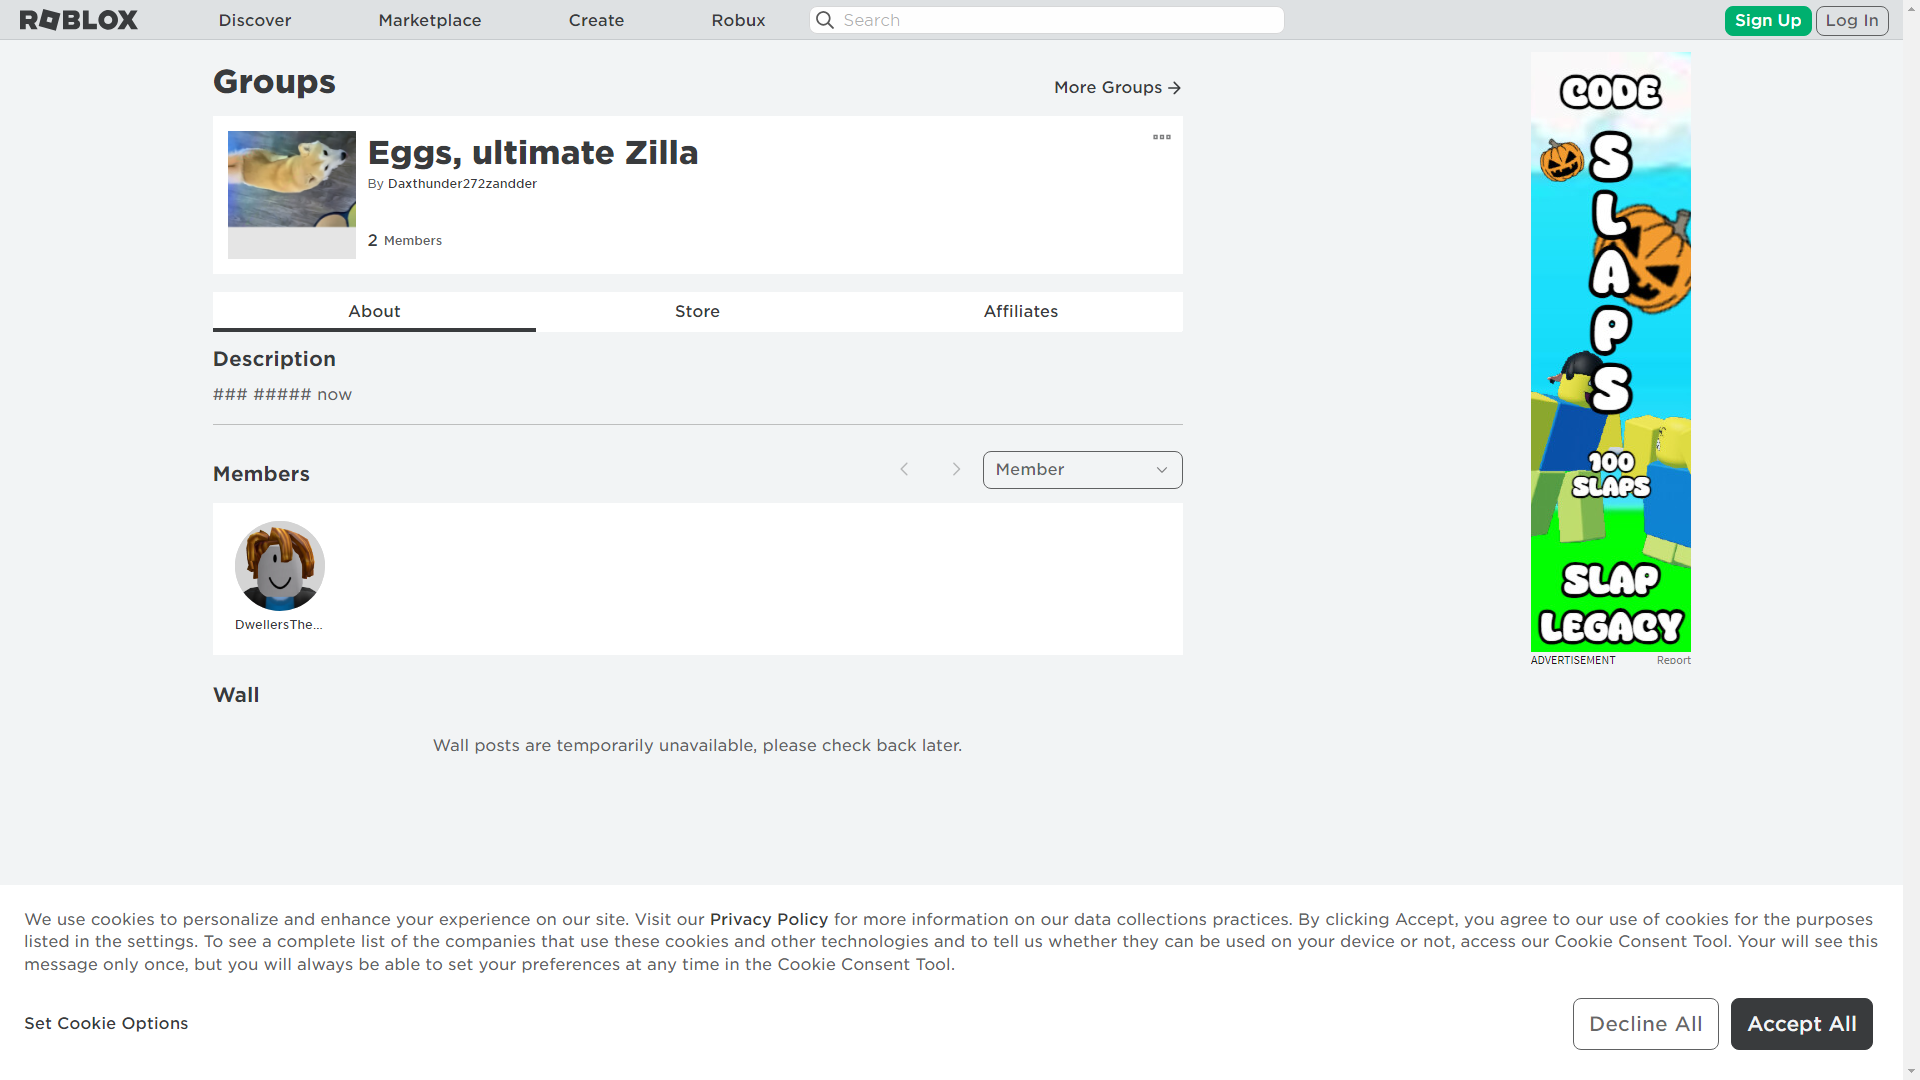 ROBLOX
Discover
Marketplace
Create
Robux
Search
Sign Up
Log In
Groups
More Groups
Eggs, ultimate Zilla
By Daxthunder272zandder
2 Members
About
Store
Affiliates
Description
### ##### now
Members
Member
DwellersThe...
Wall
Wall posts are temporarily unavailable, please check back later.
CODE
SLAPS
100
SLAPS
SLAP
LEGACY
ADVERTISEMENT
Report
We use cookies to personalize and enhance your experience on our site. Visit our Privacy Policy for more information on our data collections practices. By clicking Accept, you agree to our use of cookies for the purposes
listed in the settings. To see a complete list of the companies that use these cookies and other technologies and to tell us whether they can be used on your device or not, access our Cookie Consent Tool. Your will see this
message only once, but you will always be able to set your preferences at any time in the Cookie Consent Tool.
Set Cookie Options
Decline All
Accept All